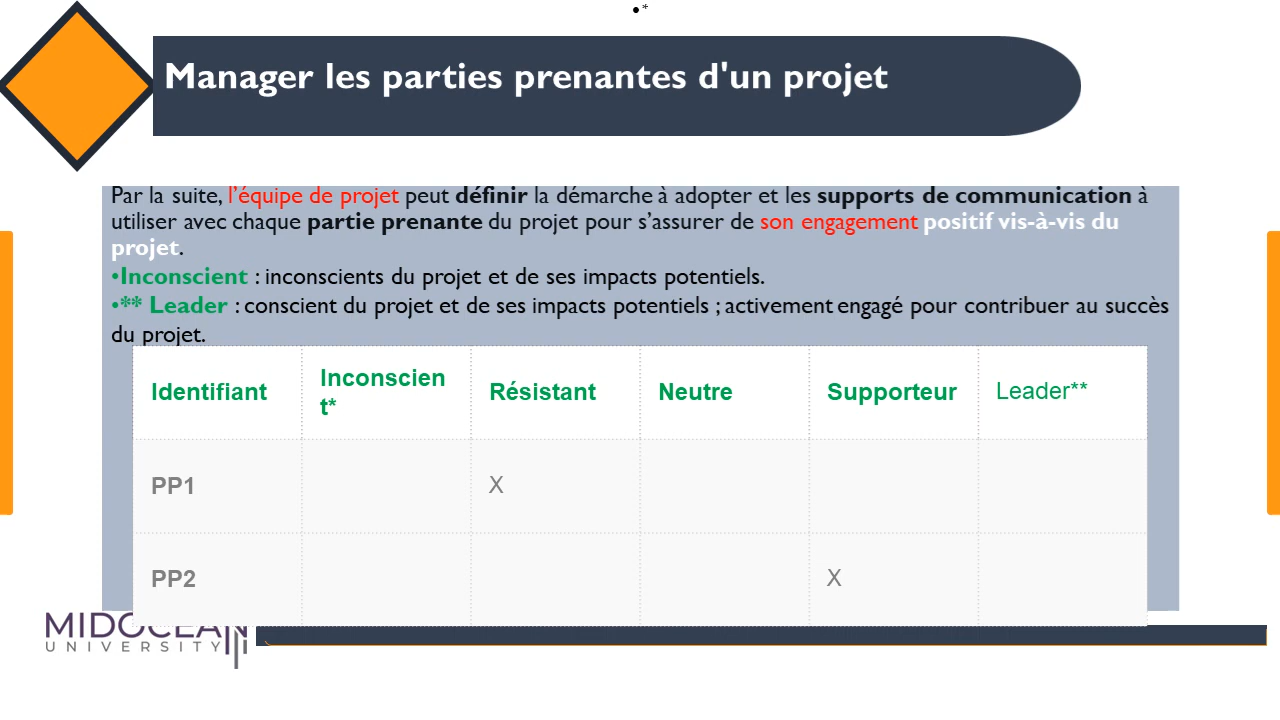 •*
Manager les parties prenantes d'un projet
Par la suite, l’équipe de projet peut définir la démarche à adopter et les supports de communication à
utiliser avec chaque partie prenante du projet pour s’assurer de son engagement positif vis-à-vis du
projet.
•Inconscient : inconscients du projet et de ses impacts potentiels.
•** Leader : conscient du projet et de ses impacts potentiels ; activement engagé pour contribuer au succès
du projet.
Identifiant Inconscien Résistant Neutre Supporteur Leader**
t*
PP1 X
PP2 X
MIDOCEAN
UNIVERSITY